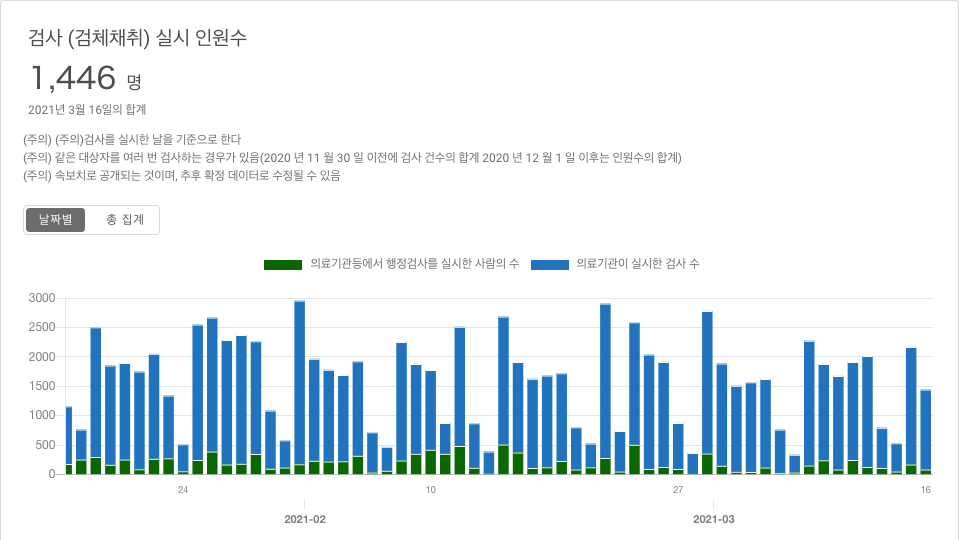 검사 (검체채취) 실시 인원수
1,446 명
2021년 3월 16일의 합계
(주의) (주의)검사를 실시한 날을 기준으로 한다
(주의) 같은 대상자를 여러 번 검사하는 경우가 있음(2020 년 11 월 30 일 이전에 검사 건수의 합계 2020 년 12 월 1 일 이후는 인원수의 합계)
(주의) 속보치로 공개되는 것이며, 추후 확정 데이터로 수정될 수 있음
날짜별 총 집계
의료기관등에서 행정검사를 실시한 사람의 수 의료기관이 실시한 검사 수
3000
2500
2000
1500
1000
500
0
24 10 27 16
2021-02 2021-03